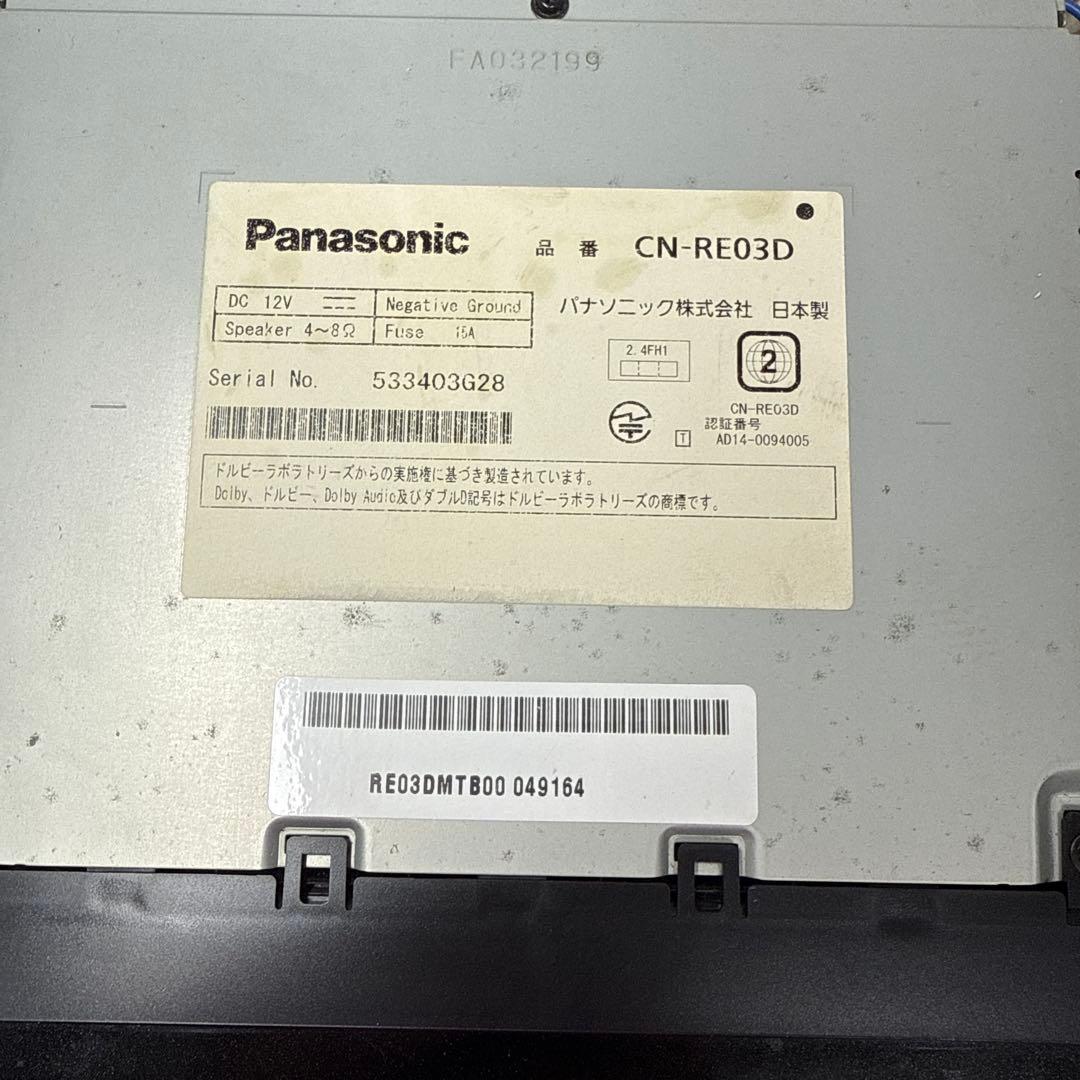 FA032199
Panasonic 品番 CN-RE03D
DC 12V Negative Ground
Speaker 4～8Ω Fuse 15A
パナソニック株式会社 日本製
2.4FH1
2
Serial No. 533403G28
CN-RE03D
認証番号
T AD14-0094005
ドルビーラボラトリーズからの実施権に基づき製造されています。
Dolby、ドルビー、Dolby Audio及びダブルD記号はドルビーラボラトリーズの商標です。
RE03DMTB00 049164